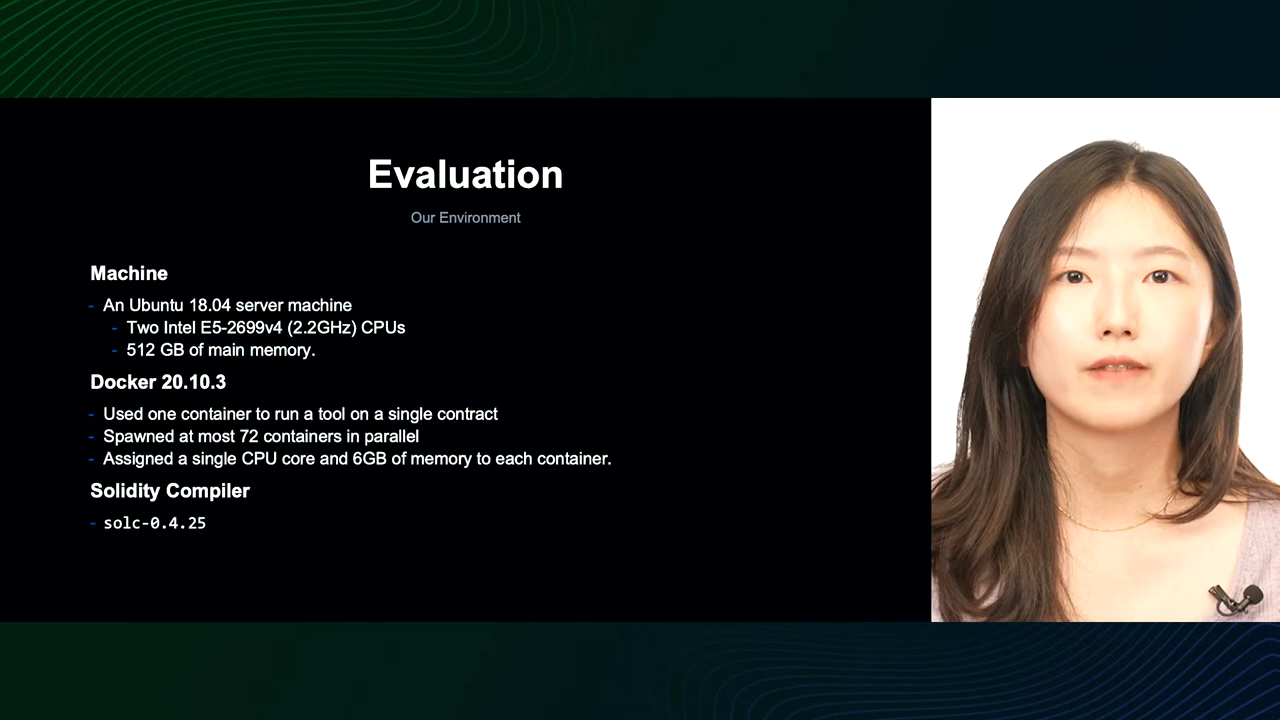 Evaluation
Our Environment
Machine
- An Ubuntu 18.04 server machine
- Two Intel E5-2699v4 (2.2GHz) CPUs
- 512 GB of main memory.
Docker 20.10.3
- Used one container to run a tool on a single contract
- Spawned at most 72 containers in parallel
- Assigned a single CPU core and 6GB of memory to each container.
Solidity Compiler
- solc-0.4.25